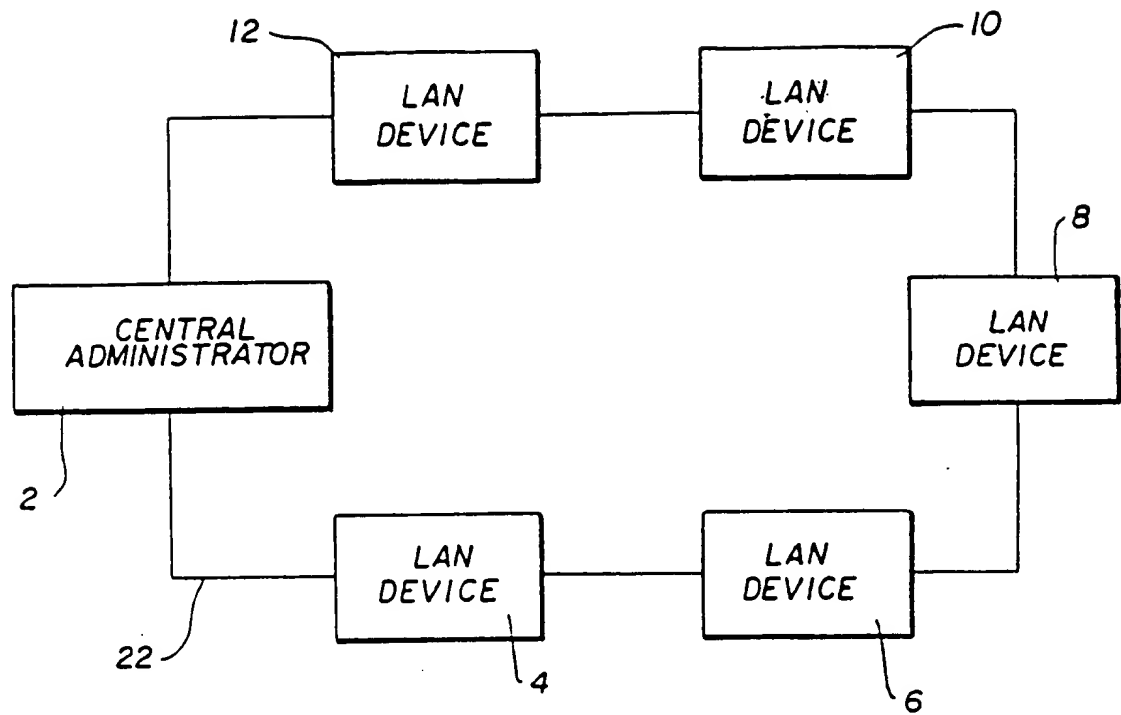 12
10
LAN
DEVICE
LAN
DEVICE
8
CENTRAL
ADMINISTRATOR
LAN
DEVICE
2
LAN
DEVICE
LAN
DEVICE
22
4
6